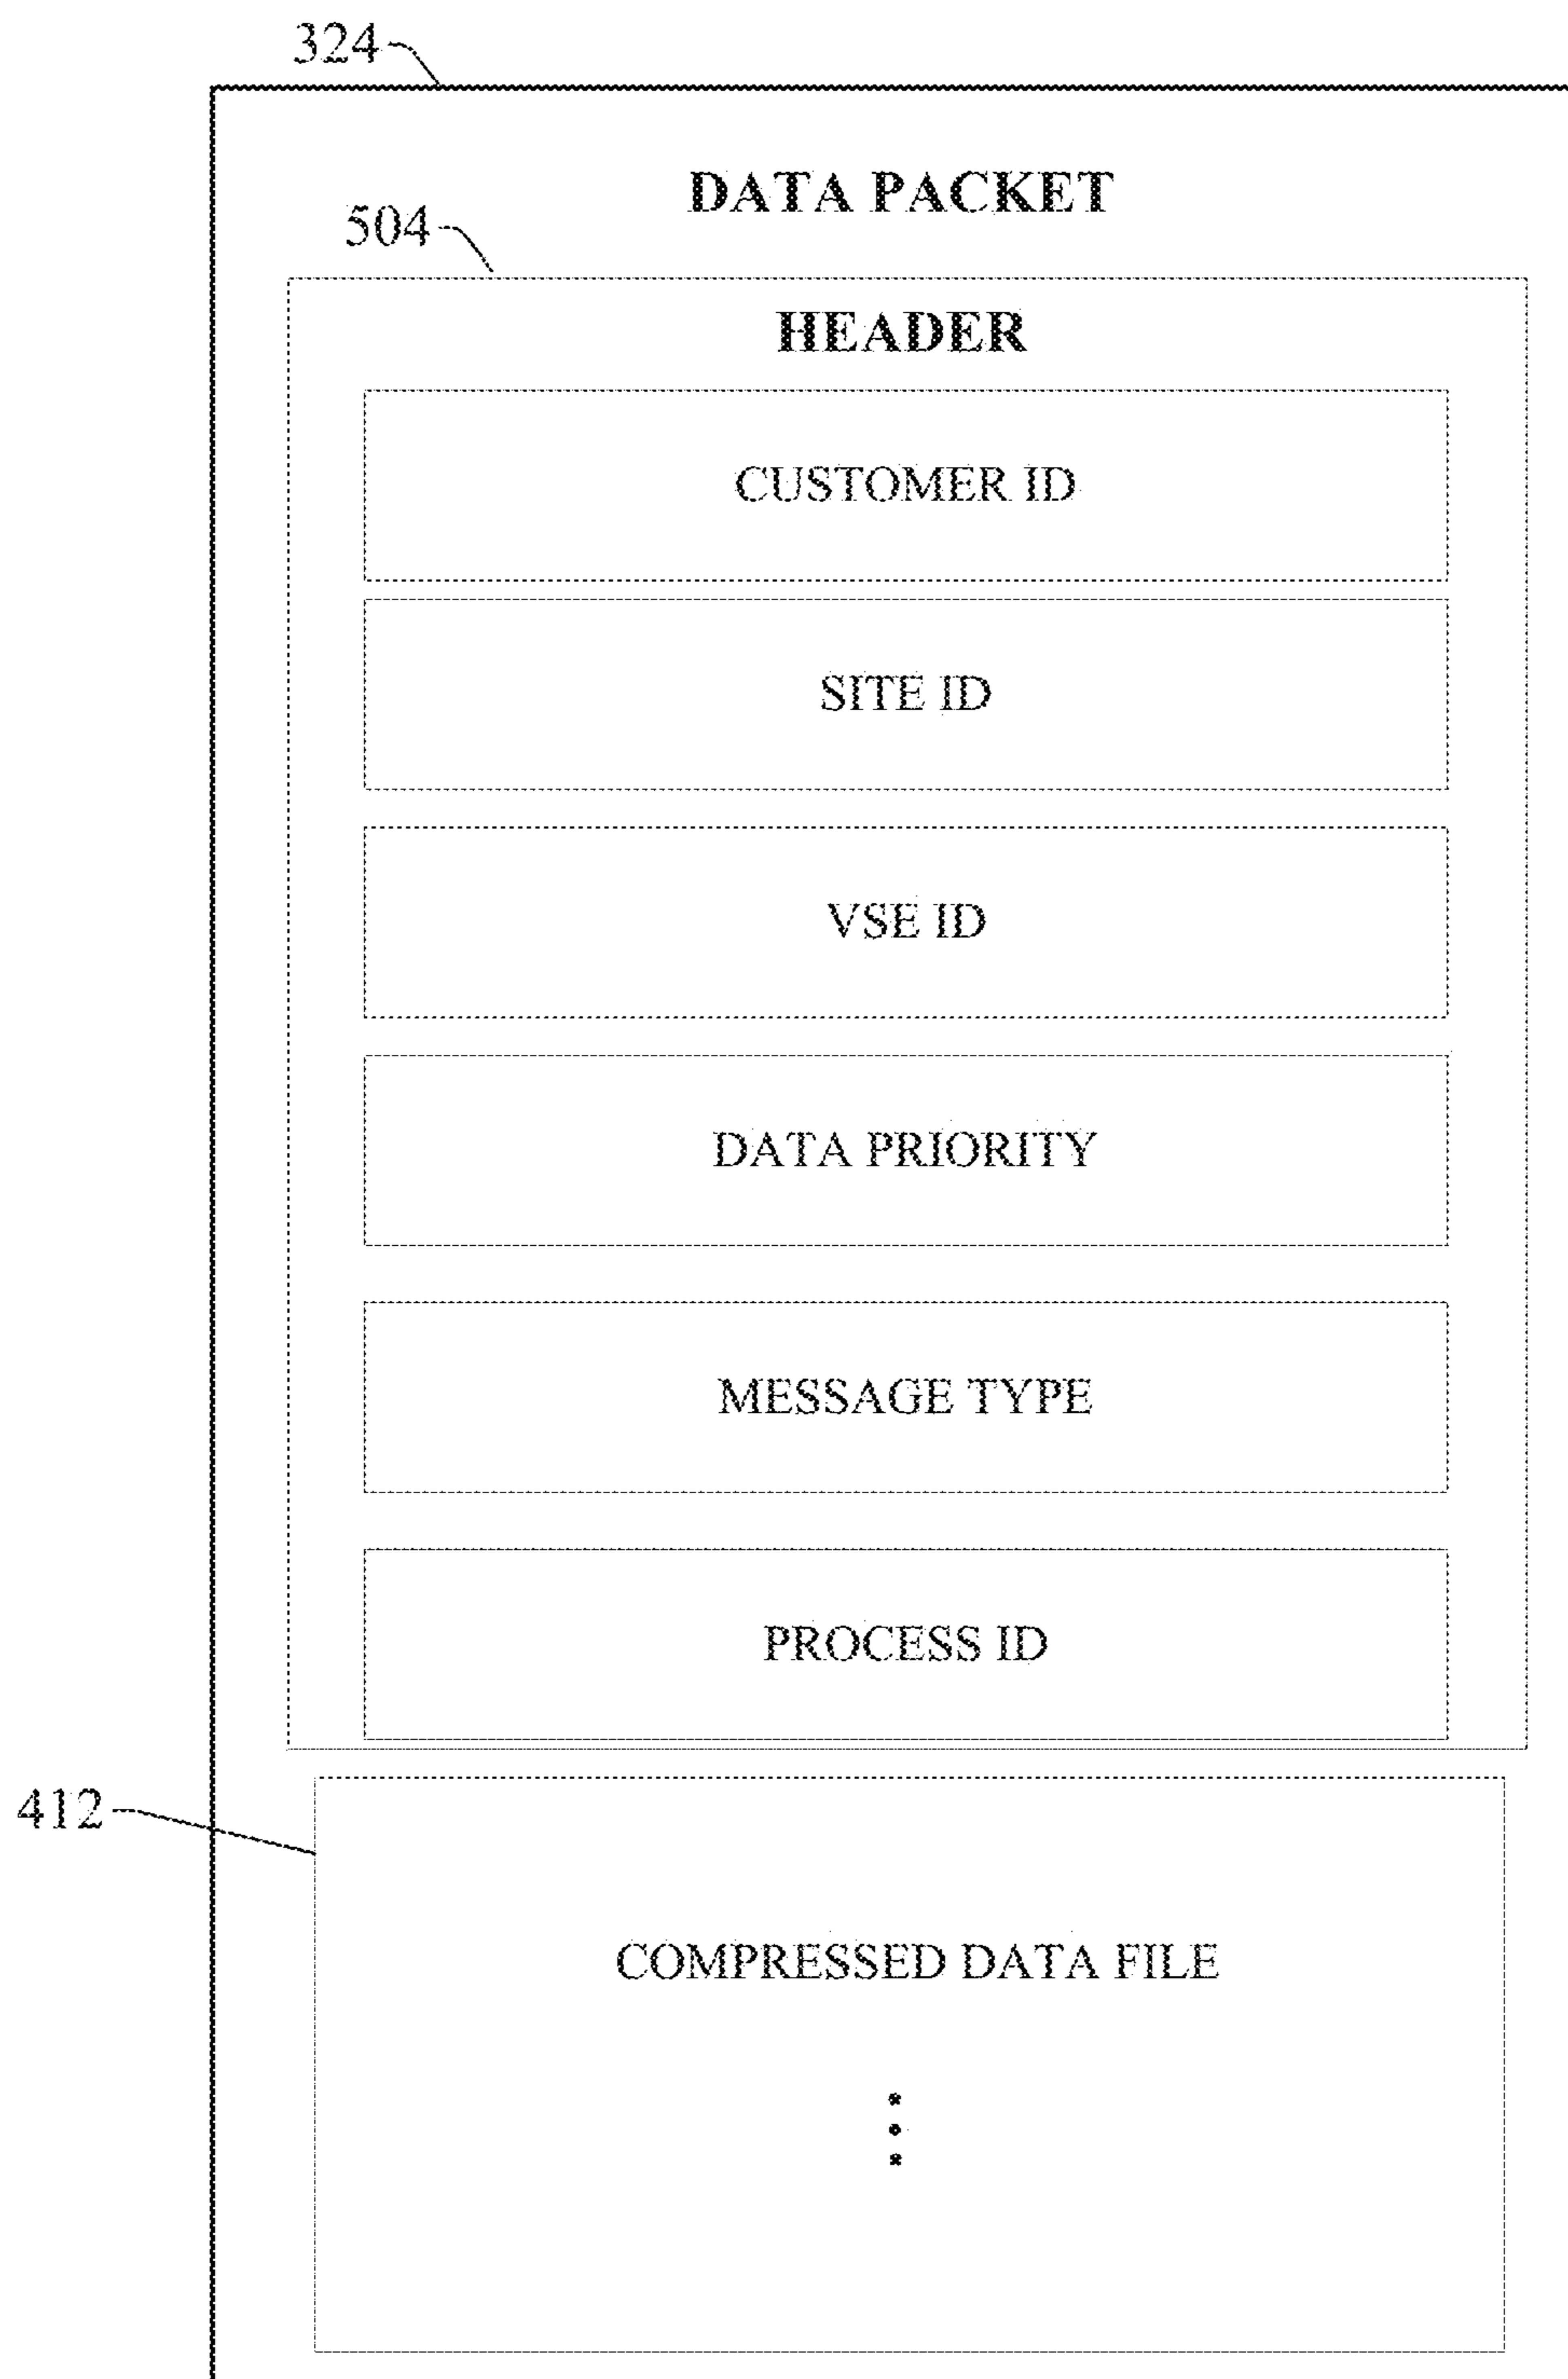 324
DATA PACKET
504
HEADER
CUSTOMER ID
SITE ID
VSE ID
DATA PRIORITY
MESSAGE TYPE
PROCESS ID
412
COMPRESSED DATA FILE